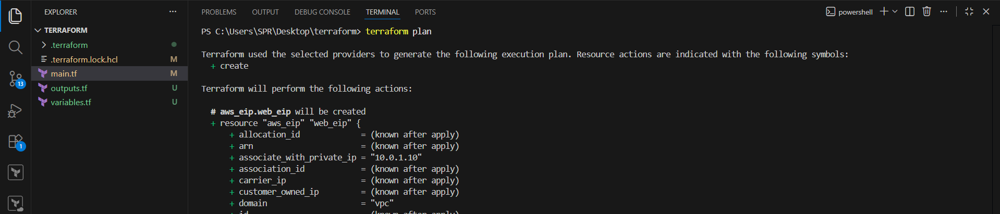 EXPLORER
TERRAFORM
.terraform
.terraform.lock.hcl M
main.tf M
outputs.tf U
variables.tf U
13
1
PROBLEMS OUTPUT DEBUG CONSOLE TERMINAL PORTS
powershell
PS C:\Users\SPR\Desktop\terraform> terraform plan
Terraform used the selected providers to generate the following execution plan. Resource actions are indicated with the following symbols:
+ create
Terraform will perform the following actions:
# aws_eip.web_eip will be created
+ resource "aws_eip" "web_eip" {
+ allocation_id = (known after apply)
+ arn = (known after apply)
+ associate_with_private_ip = "10.0.1.10"
+ association_id = (known after apply)
+ carrier_ip = (known after apply)
+ customer_owned_ip = (known after apply)
+ domain = "vpc"
+ id = (known after apply)